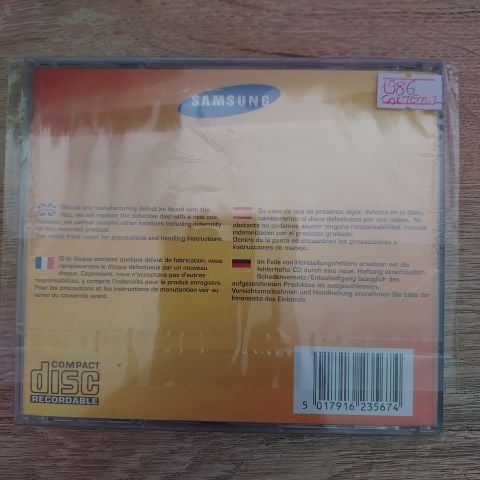 SAMSUNG
1986
Should any manufacturing defect be found with the
disc, we will replace the defective disc with a new one.
However, we cannot assume other liabilities including indemnity
for the recorded product.
See inside front cover for precautions and handling instructions.
En caso de que se presente algún defecto en el disco,
cambiaremos el disco defectuoso por uno nuevo. No
obstante no podemos asumir ninguna responsabilidad, incluida
indemnización por el producto grabado.
Dentro de la pasta se encuentran las precauciones e
instrucciones de manejo.
Si le disque contient quelque defaut de fabrication, nous
remplacerons le disque défectueux par un nouveau
disque. Cependant, nous n'acceptons pas d'autres
responsabilités, y compris l'indemnité pour le produit enregistré.
Pour les precautions et les instructions de manutention voir au
verso du couvercle avant.
Im Falle von Herstellungsfehlern ersetzen wir die
fehlerhafte CD durch eine neue. Haftung einschließlich
Schadenersatz/Entschädigung bezüglich des
aufgezeichneten Produktes ist ausgeschlossen.
Vorsichtsmaßnahmen und Handhabung entnehmen Sie bitte der
Innenseite des Einbands.
COMPACT
disc
RECORDABLE
5 017916 235674